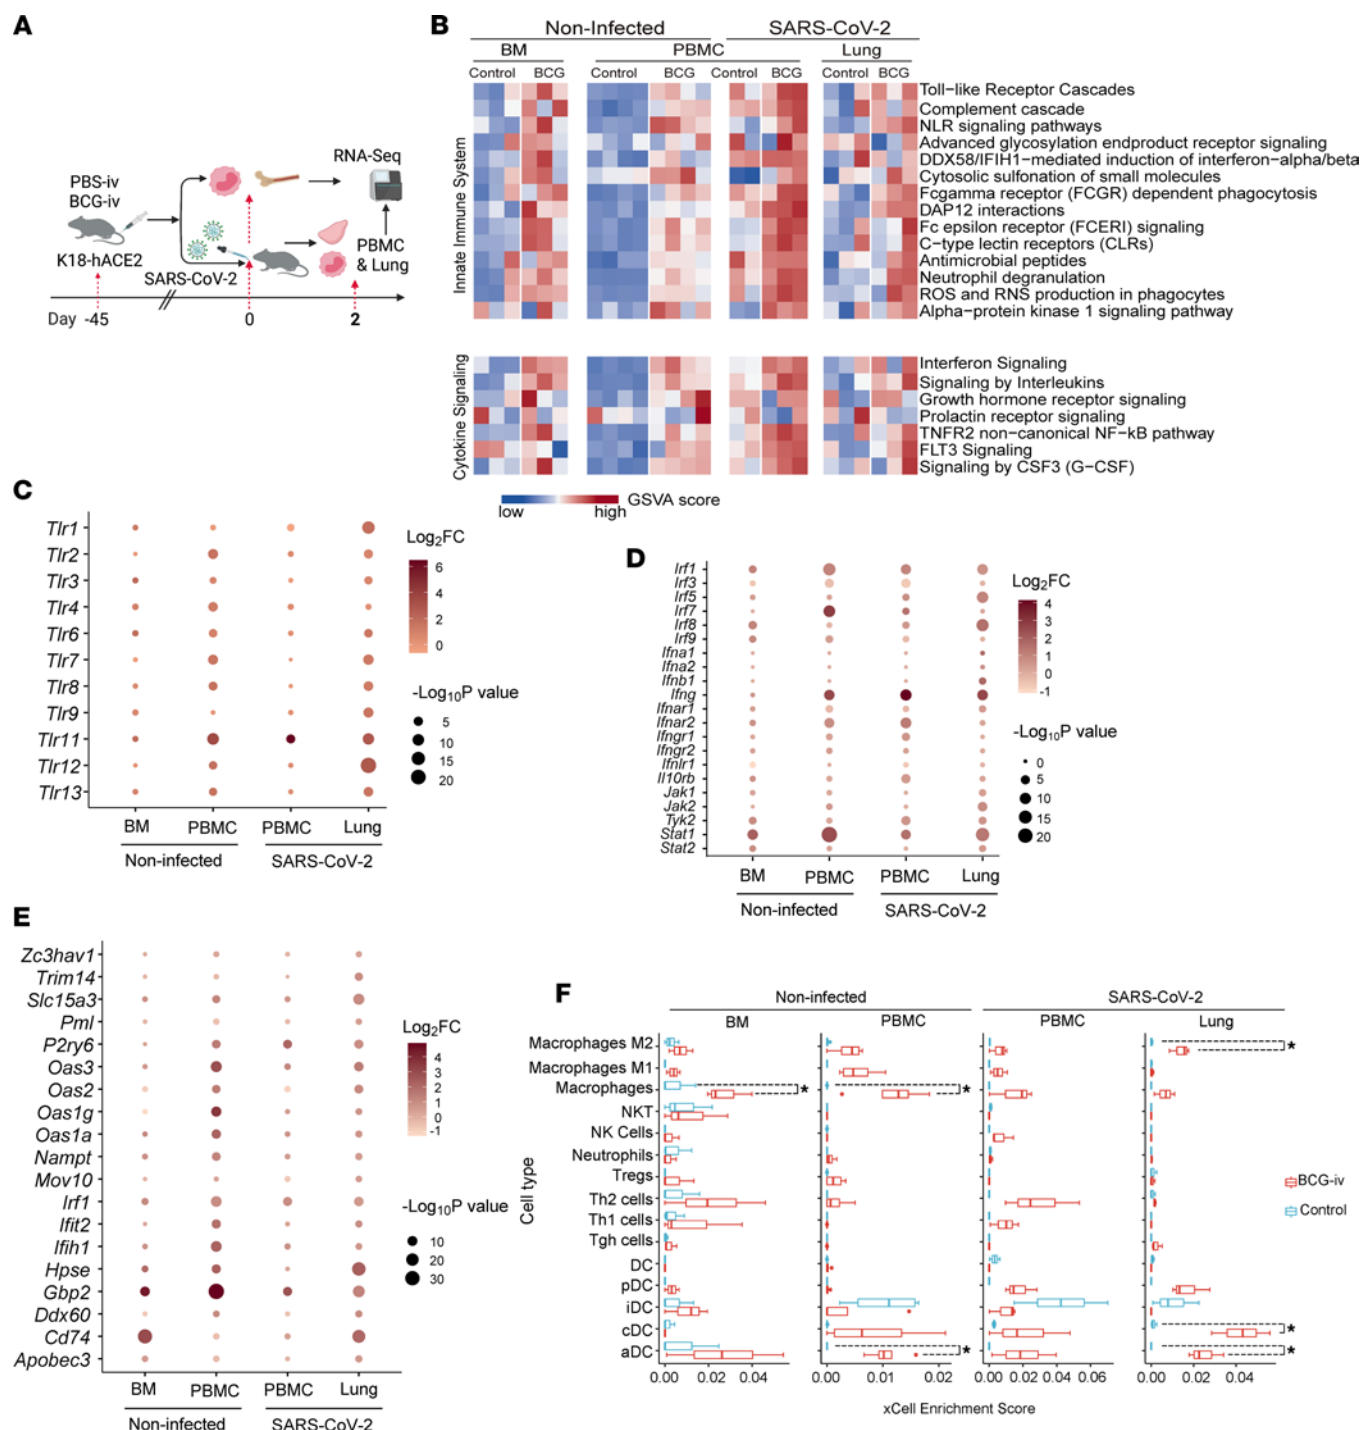 A
PBS-iv
BCG-iv
K18-hACE2
SARS-CoV-2
RNA-Seq
PBMC
& Lung
Day -45
0
2
B
Non-Infected
SARS-CoV-2
BM
PBMC
Lung
Control
BCG
Control
BCG
Control
BCG
Control
BCG
Innate Immune System
Toll-like Receptor Cascades
Complement cascade
NLR signaling pathways
Advanced glycosylation endproduct receptor signaling
DDX58/IFIH1-mediated induction of interferon-alpha/beta
Cytosolic sulfonation of small molecules
Fcgamma receptor (FCGR) dependent phagocytosis
DAP12 interactions
Fc epsilon receptor (FCERI) signaling
C-type lectin receptors (CLRs)
Antimicrobial peptides
Neutrophil degranulation
ROS and RNS production in phagocytes
Alpha-protein kinase 1 signaling pathway
Cytokine Signaling
Interferon Signaling
Signaling by Interleukins
Growth hormone receptor signaling
Prolactin receptor signaling
TNFR2 non-canonical NF-kB pathway
FLT3 Signaling
Signaling by CSF3 (G-CSF)
GSVA score
low
high
C
Tlr1
Tlr2
Tlr3
Tlr4
Tlr6
Tlr7
Tlr8
Tlr9
Tlr11
Tlr12
Tlr13
BM
PBMC
PBMC
Lung
Non-infected
SARS-CoV-2
Log2FC
6
4
2
0
-Log10P value
5
10
15
20
D
Irf1
Irf3
Irf5
Irf7
Irf8
Irf9
Ifna1
Ifna2
Ifnb1
Ifng
Ifnar1
Ifnar2
Ifngr1
Ifngr2
Ifnlr1
Il10rb
Jak1
Jak2
Tyk2
Stat1
Stat2
BM
PBMC
PBMC
Lung
Non-infected
SARS-CoV-2
Log2FC
4
3
2
1
0
-1
-Log10P value
0
5
10
15
20
E
Zc3hav1
Trim14
Slc15a3
Pml
P2ry6
Oas3
Oas2
Oas1g
Oas1a
Nampt
Mov10
Irf1
Ifit2
Ifih1
Hpse
Gbp2
Ddx60
Cd74
Apobec3
BM
PBMC
PBMC
Lung
Non-infected
SARS-CoV-2
Log2FC
4
3
2
1
0
-1
-Log10P value
10
20
30
F
Non-infected
SARS-CoV-2
BM
PBMC
PBMC
Lung
Cell type
Macrophages M2
Macrophages M1
Macrophages
NKT
NK Cells
Neutrophils
Tregs
Th2 cells
Th1 cells
Tgh cells
DC
pDC
iDC
cDC
aDC
*
*
*
*
*
*
0.00 0.02 0.04
0.00 0.01 0.02
0.00 0.02 0.04 0.06
0.00 0.02 0.04
xCell Enrichment Score
BCG-iv
Control